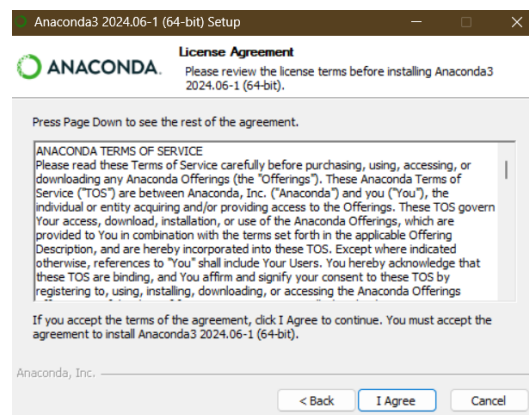 Anaconda3 2024.06-1 (64-bit) Setup
ANACONDA.
License Agreement
Please review the license terms before installing Anaconda3
2024.06-1 (64-bit).
Press Page Down to see the rest of the agreement.
ANACONDA TERMS OF SERVICE
Please read these Terms of Service carefully before purchasing, using, accessing, or
downloading any Anaconda Offerings (the "Offerings"). These Anaconda Terms of
Service ("TOS") are between Anaconda, Inc. ("Anaconda") and you ("You"), the
individual or entity acquiring and/or providing access to the Offerings. These TOS govern
Your access, download, installation, or use of the Anaconda Offerings, which are
provided to You in combination with the terms set forth in the applicable Offering
Description, and are hereby incorporated into these TOS. Except where indicated
otherwise, references to "You" shall include Your Users. You hereby acknowledge that
these TOS are binding, and You affirm and signify your consent to these TOS by
registering to, using, installing, downloading, or accessing the Anaconda Offerings
If you accept the terms of the agreement, click I Agree to continue. You must accept the
agreement to install Anaconda3 2024.06-1 (64-bit).
Anaconda, Inc.
< Back
I Agree
Cancel